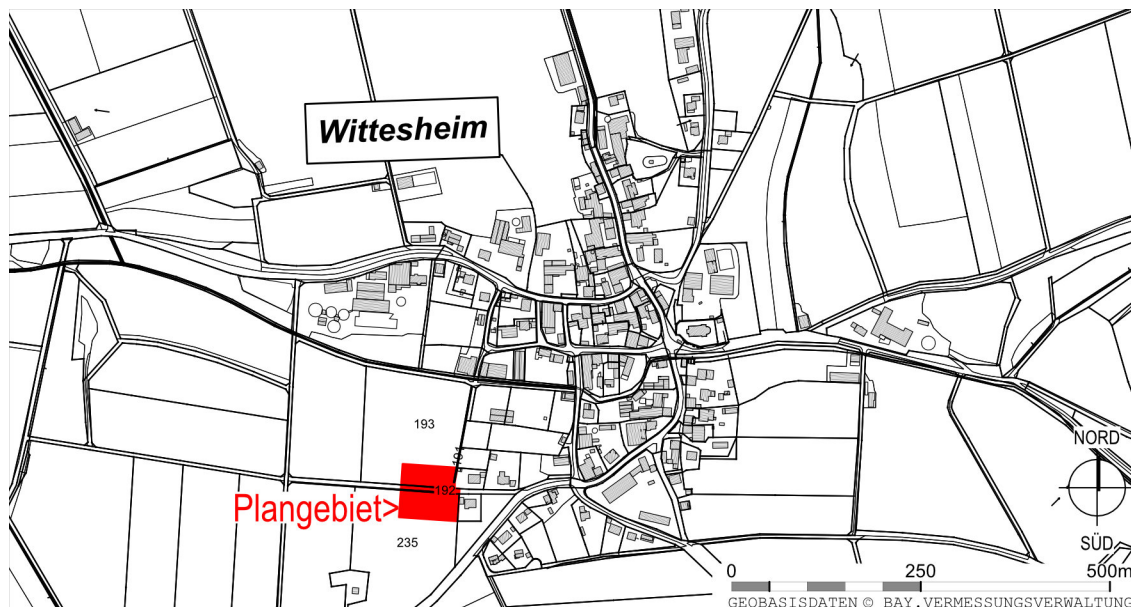 Wittesheim
193
191
192
Plangebiet>
235
NORD
SÜD
0 250 500m
GEOBASISDATEN © BAY.VERMESSUNGSVERWALTUNG